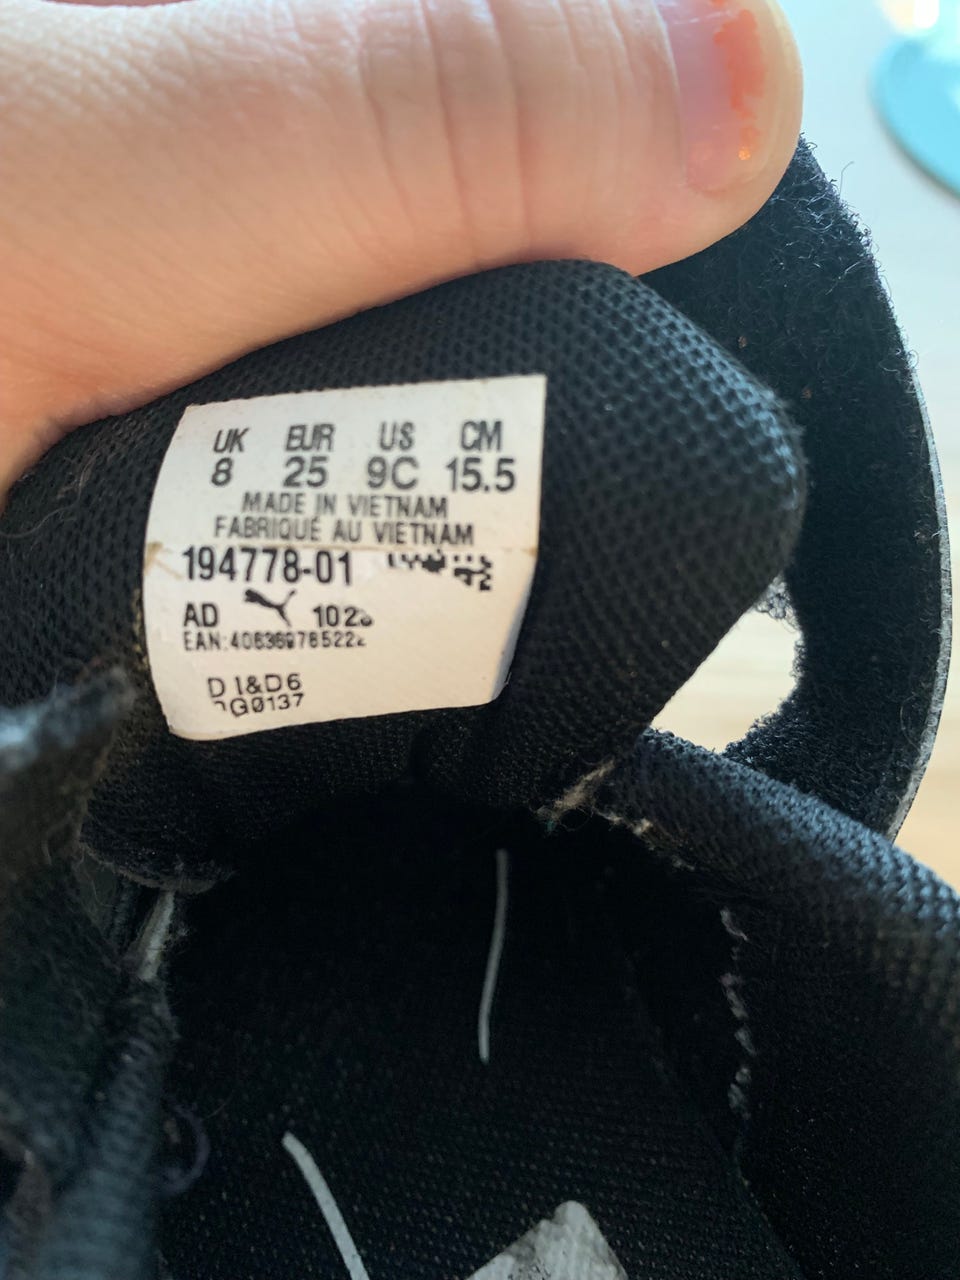 UK EUR US CM
8 25 9C 15.5
MADE IN VIETNAM
FABRIQUÉ AU VIETNAM
194778-01
AD
D I&D6